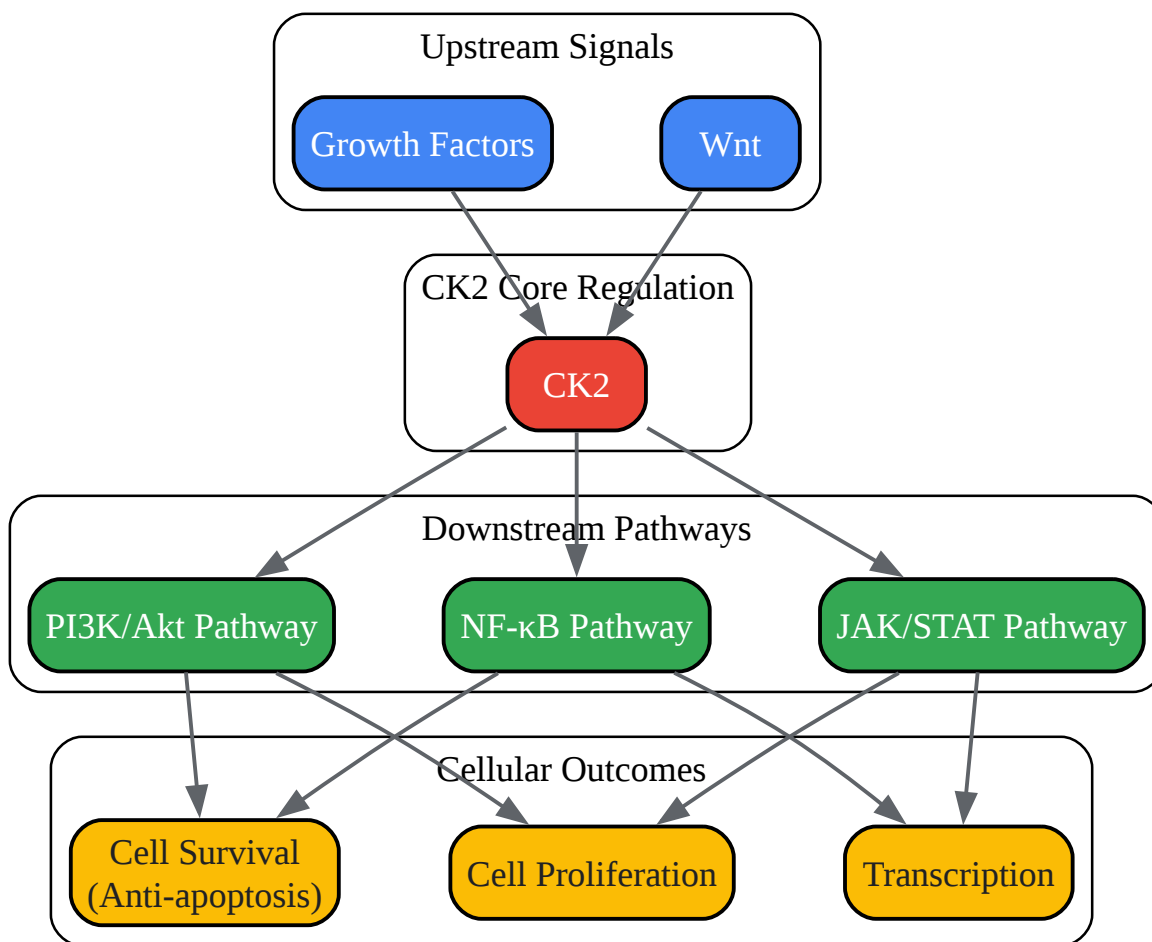 Upstream Signals
Growth Factors
Wnt
CK2 Core Regulation
CK2
Downstream Pathways
PI3K/Akt Pathway
NF-κB Pathway
JAK/STAT Pathway
Cellular Outcomes
Cell Survival
(Anti-apoptosis)
Cell Proliferation
Transcription